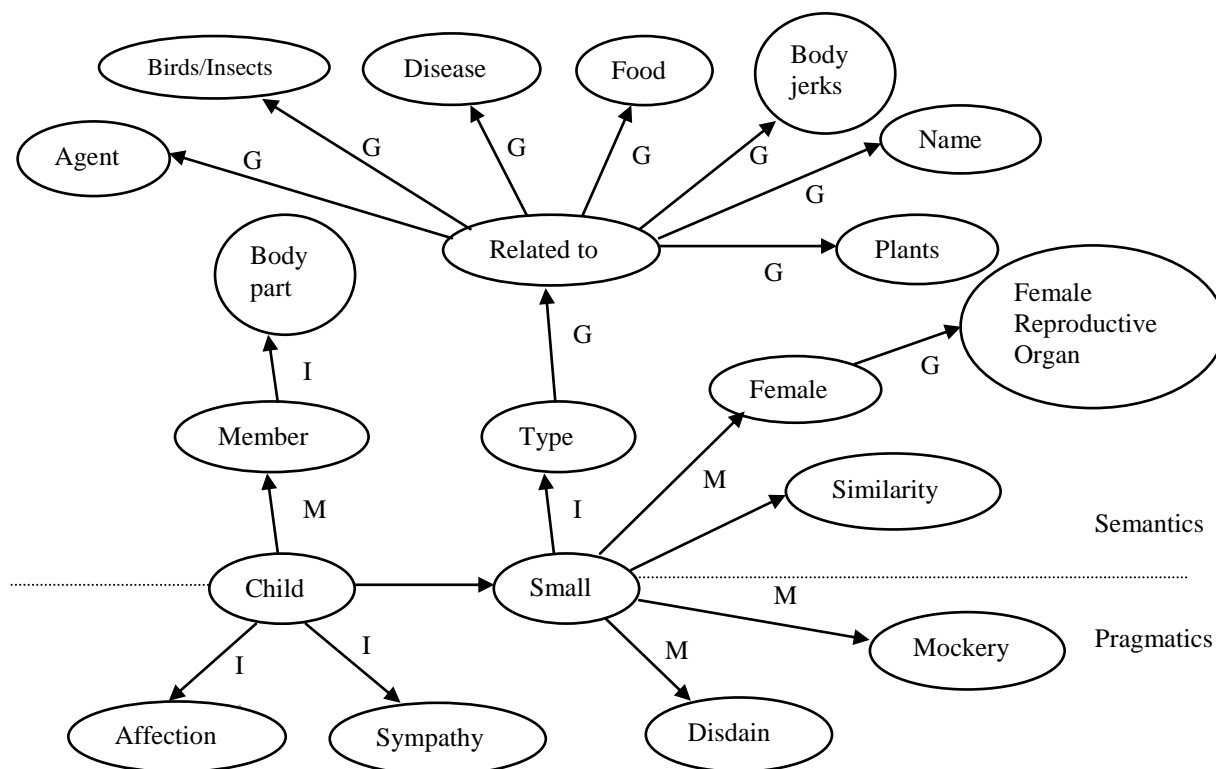 Body
jerks
Birds/Insects
Disease
Food
Name
Agent
G
G
G
G
G
G
Related to
Plants
G
Body
part
Female
Reproductive
Organ
G
I
Female
G
Member
Type
M
Similarity
M
I
Semantics
Child
Small
M
Pragmatics
I
I
M
Mockery
Affection
Sympathy
Disdain